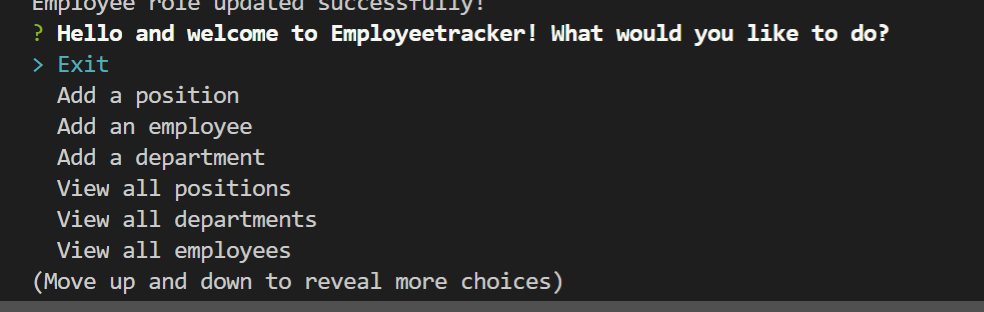 Employee role updated successfully!
? Hello and welcome to Employeetracker! What would you like to do?
> Exit
Add a position
Add an employee
Add a department
View all positions
View all departments
View all employees
(Move up and down to reveal more choices)